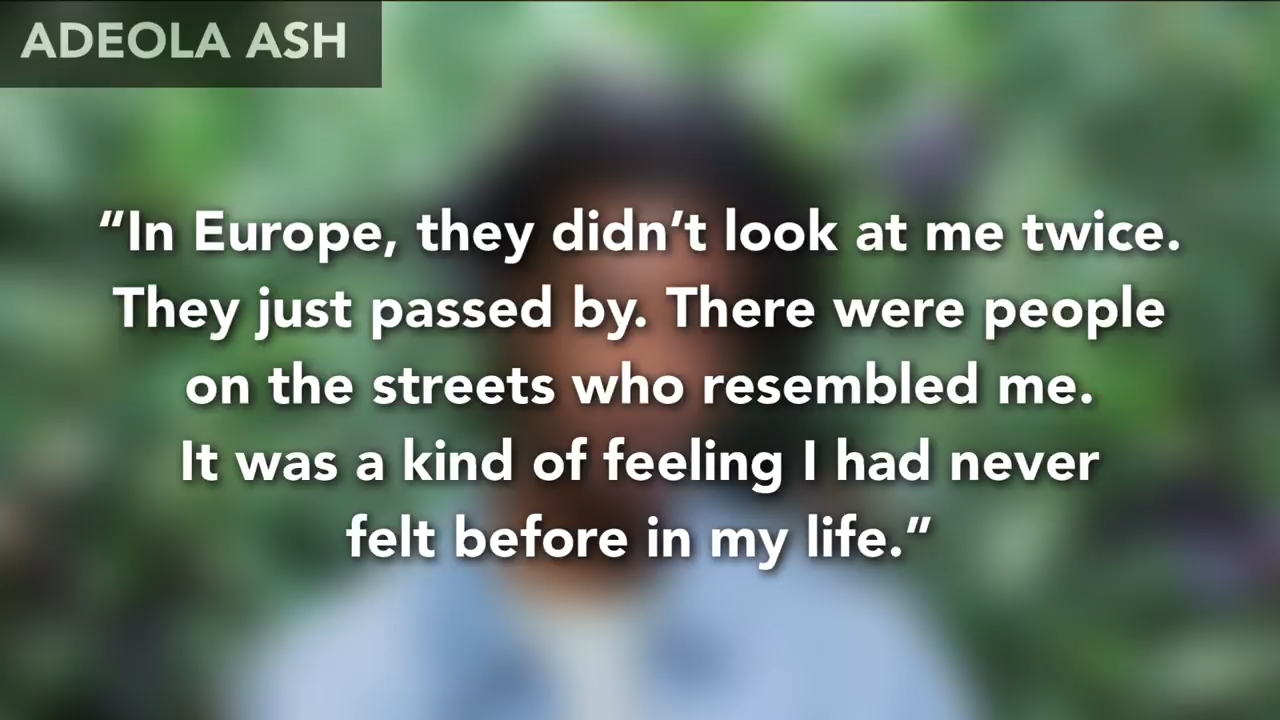 ADEOLA ASH
“In Europe, they didn’t look at me twice.
They just passed by. There were people
on the streets who resembled me.
It was a kind of feeling I had never
felt before in my life.”